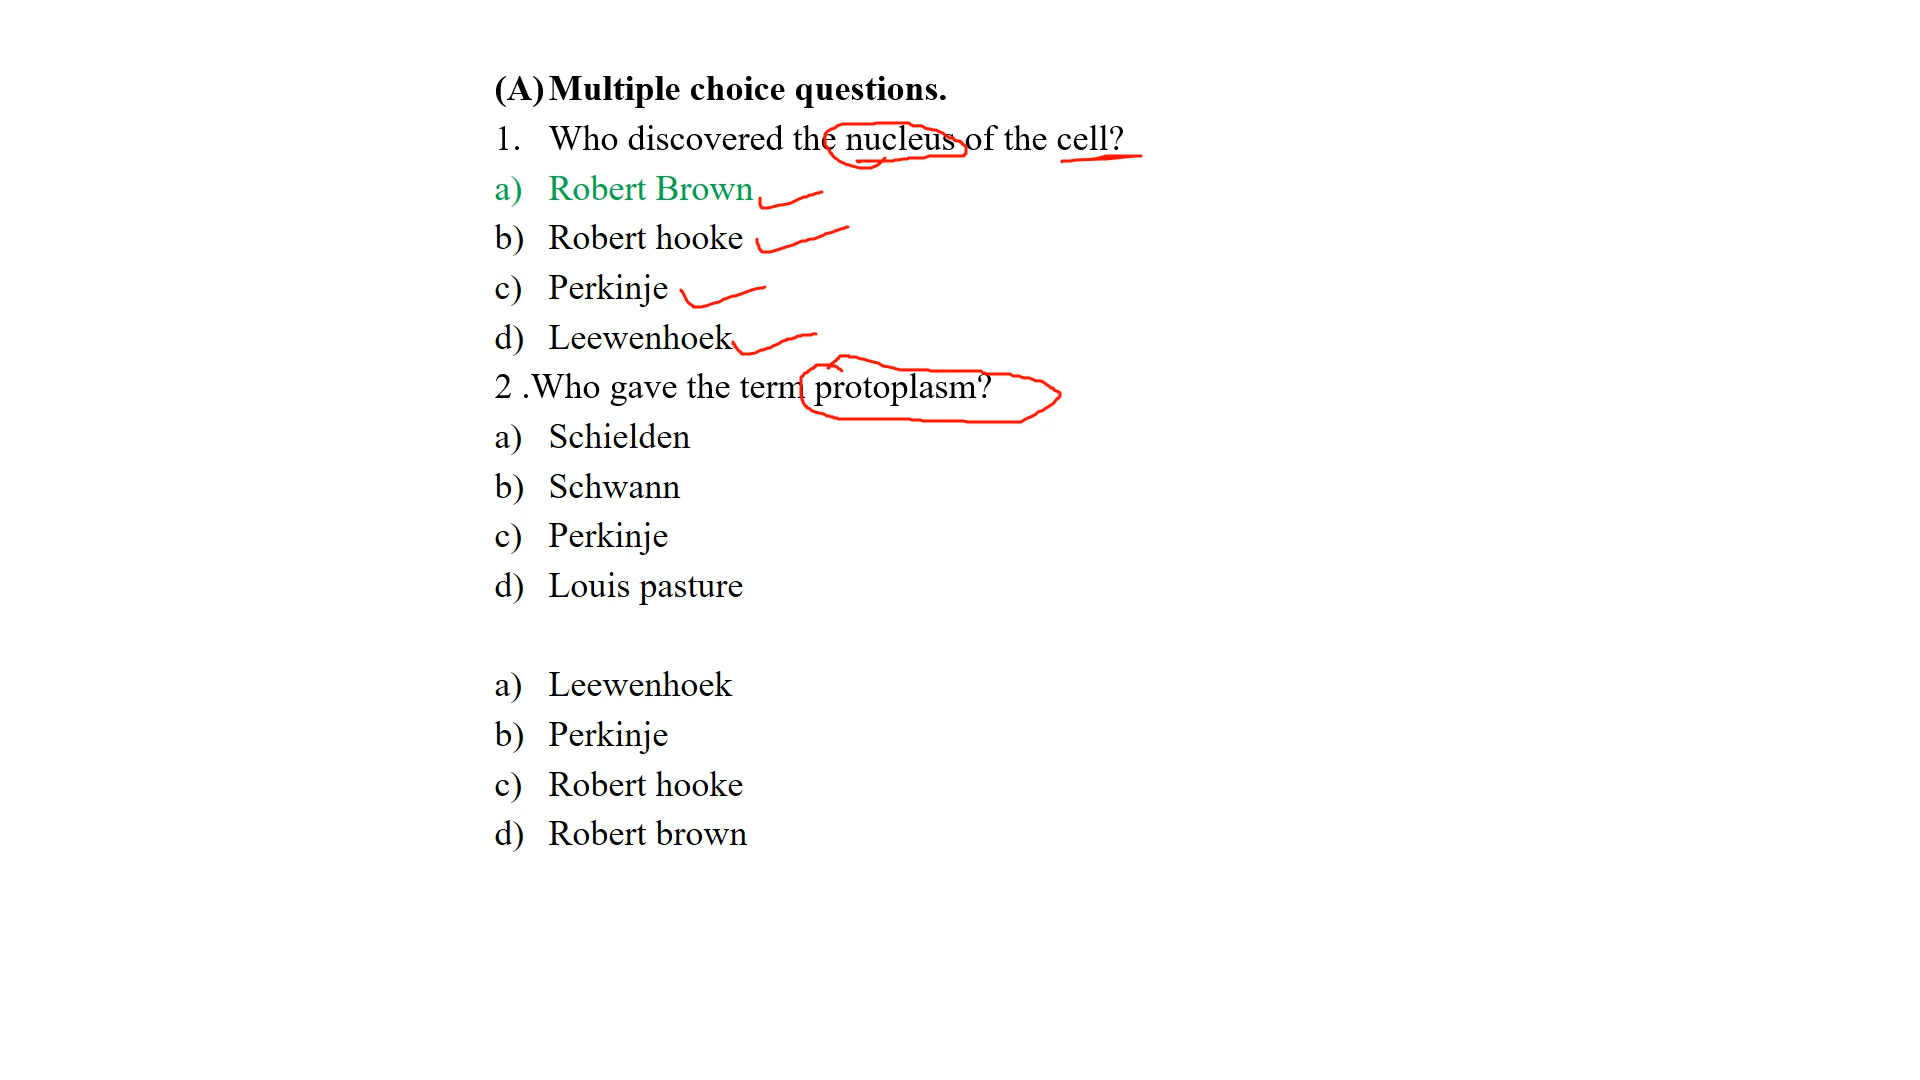 (A) Multiple choice questions.
1. Who discovered the nucleus of the cell?
a) Robert Brown
b) Robert hooke
c) Perkinje
d) Leewenhoek
2 .Who gave the term protoplasm?
a) Schielden
b) Schwann
c) Perkinje
d) Louis pasture
a) Leewenhoek
b) Perkinje
c) Robert hooke
d) Robert brown